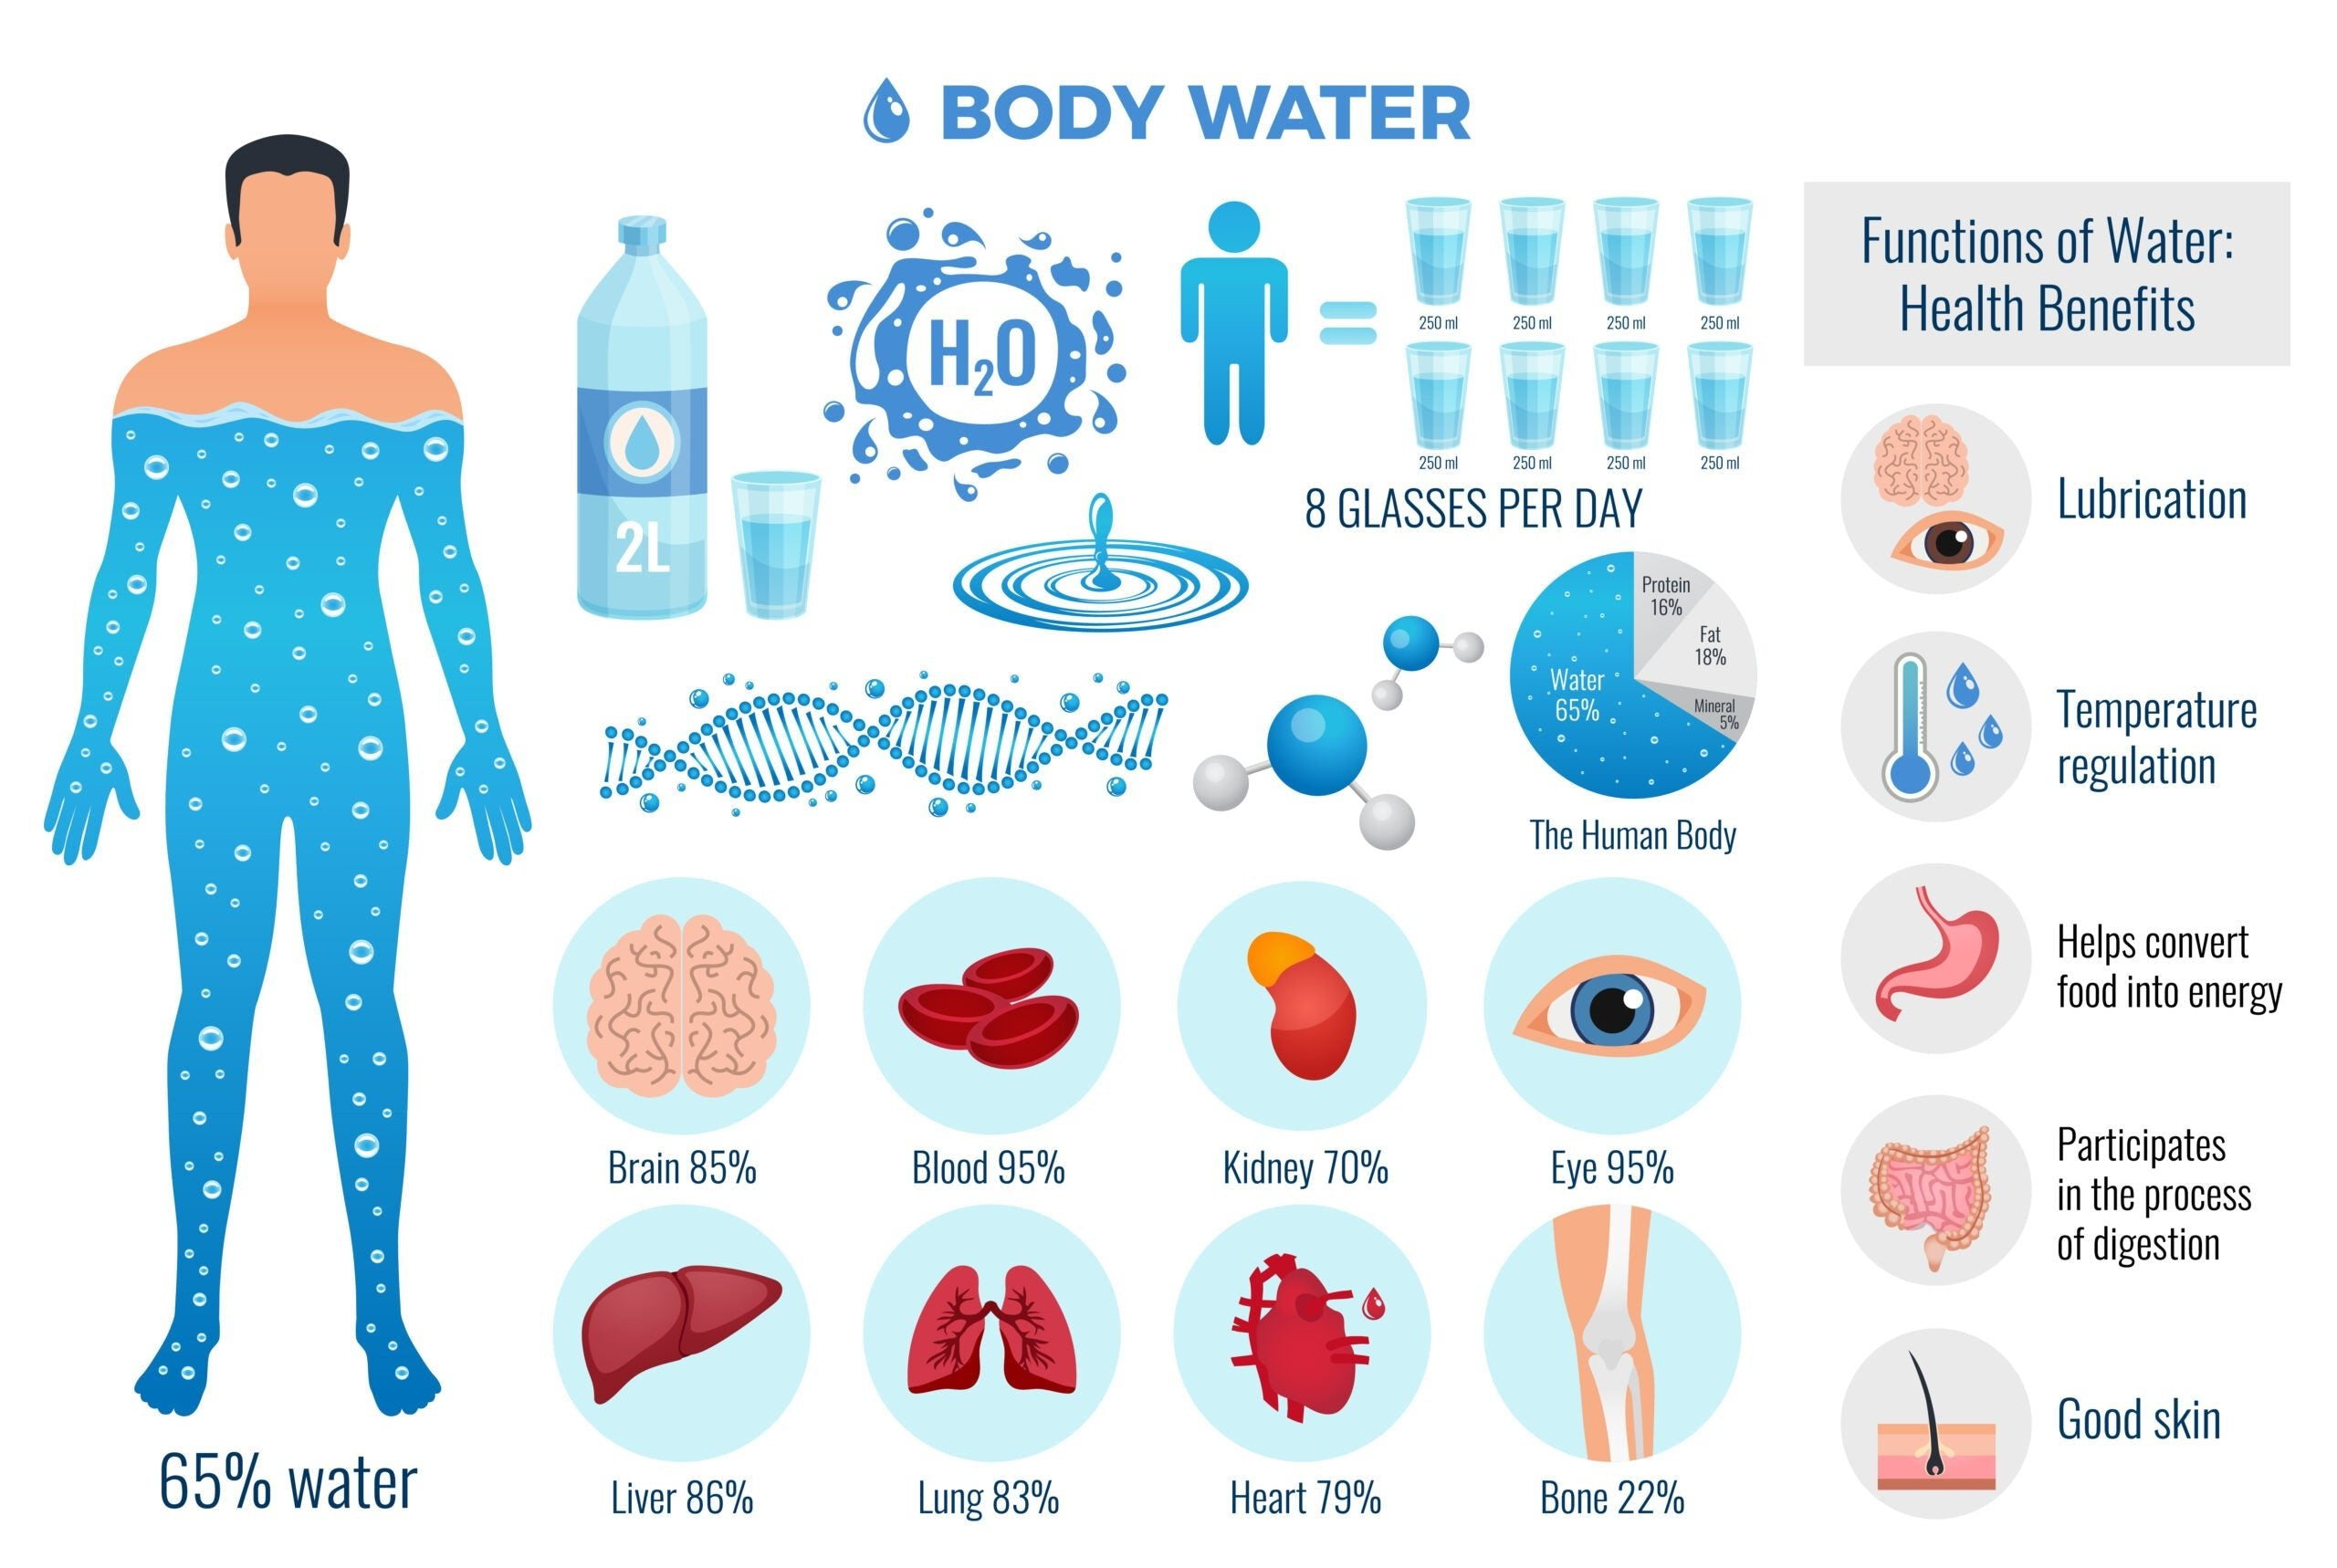 BODY WATER
65% water
2L
H₂O
250 ml 250 ml 250 ml 250 ml
250 ml 250 ml 250 ml 250 ml
8 GLASSES PER DAY
Protein
16%
Fat
18%
Mineral
5%
Water
65%
The Human Body
Brain 85%
Blood 95%
Kidney 70%
Eye 95%
Liver 86%
Lung 83%
Heart 79%
Bone 22%
Functions of Water:
Health Benefits
Lubrication
Temperature
regulation
Helps convert
food into energy
Participates
in the process
of digestion
Good skin